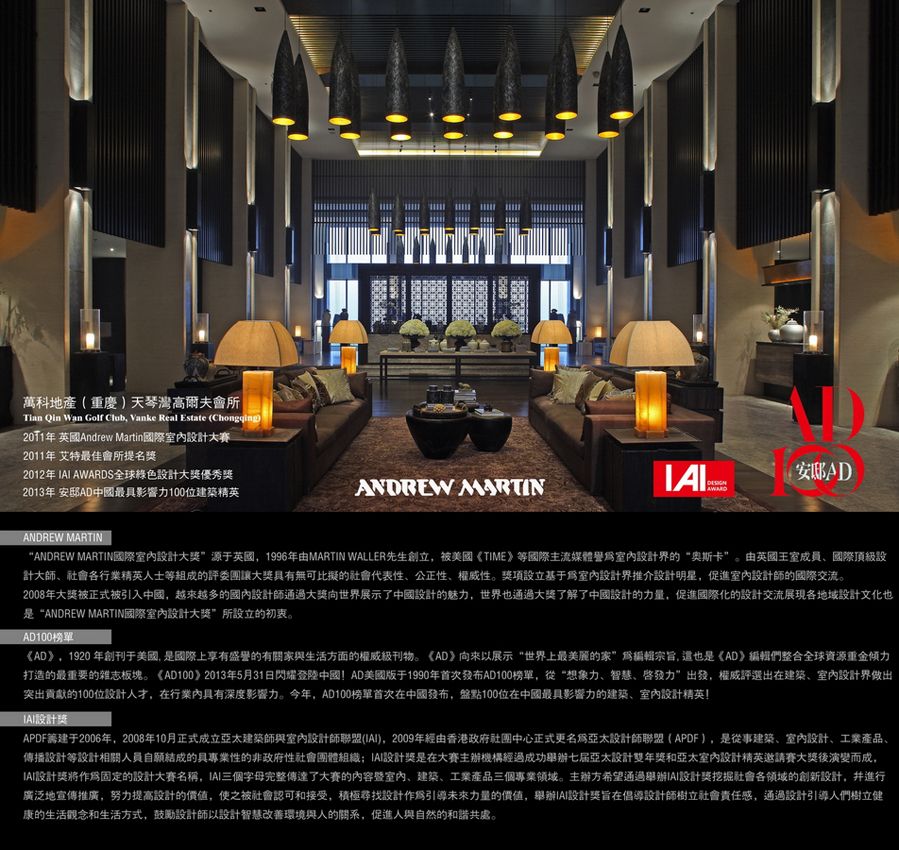 萬科地產（重慶）天琴灣高爾夫會所
Tian Qin Wan Golf Club, Vanke Real Estate (Chongqing)
2011年 英國Andrew Martin國際室內設計大賽
2011年 艾特最佳會所提名獎
2012年 IAI AWARDS全球綠色設計大獎優秀獎
2013年 安邸AD中國最具影響力100位建築精英
ANDREW MARTIN
IAI DESIGN AWARD
AD
100
安邸AD
ANDREW MARTIN
“ANDREW MARTIN國際室內設計大獎”源于英國，1996年由MARTIN WALLER先生創立，被美國《TIME》等國際主流媒體譽爲室內設計界的“奧斯卡”。由英國王室成員、國際頂級設
計大師、社會各行業精英人士等組成的評委團讓大獎具有無可比擬的社會代表性、公正性、權威性。獎項設立基于爲室內設計界推介設計明星，促進室內設計師的國際交流。
2008年大獎被正式被引入中國，越來越多的國內設計師通過大獎向世界展示了中國設計的魅力，世界也通過大獎了解了中國設計的力量，促進國際化的設計交流展現各地域設計文化也
是“ANDREW MARTIN國際室內設計大獎”所設立的初衷。
AD100榜單
《AD》，1920 年創刊于美國,是國際上享有盛譽的有關家與生活方面的權威級刊物。《AD》向來以展示“世界上最美麗的家”爲編輯宗旨,這也是《AD》編輯們整合全球資源重金傾力
打造的最重要的雜志板塊。《AD100》2013年5月31日閃耀登陸中國！AD美國版于1990年首次發布AD100榜單，從“想象力、智慧、啓發力”出發，權威評選出在建築、室內設計界做出
突出貢獻的100位設計人才，在行業內具有深度影響力。今年，AD100榜單首次在中國發布，盤點100位在中國最具影響力的建築、室內設計精英！
IAI設計獎
APDF籌建于2006年，2008年10月正式成立亞太建築師與室內設計師聯盟(IAI)，2009年經由香港政府社團中心正式更名爲亞太設計師聯盟（APDF），是從事建築、室內設計、工業產品、
傳播設計等設計相關人員自願結成的具專業性的非政府性社會團體組織；IAI設計獎是在大賽主辦機構經過成功舉辦七屆亞太設計雙年獎和亞太室內設計精英邀請賽大獎後演變而成，
IAI設計獎將作爲固定的設計大賽名稱，IAI三個字母完整傳達了大賽的內容暨室內、建築、工業產品三個專業領域。主辦方希望通過舉辦IAI設計獎挖掘社會各領域的創新設計，幷進行
廣泛地宣傳推廣，努力提高設計的價值，使之被社會認可和接受，積極尋找設計作爲引導未來力量的價值，舉辦IAI設計獎旨在倡導設計師樹立社會責任感，通過設計引導人們樹立健
康的生活觀念和生活方式，鼓勵設計師以設計智慧改善環境與人的關系，促進人與自然的和諧共處。